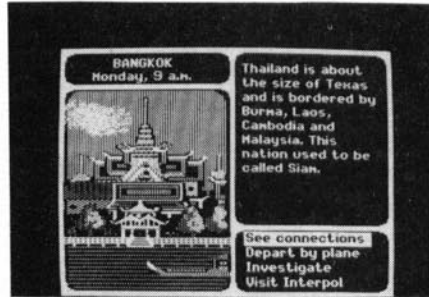 BANGKOK
Monday, 9 a.m.
Thailand is about
the size of Texas
and is bordered by
Burma, Laos,
Cambodia and
Malaysia. This
nation used to be
called Siam.
See connections
Depart by plane
Investigate
Visit Interpol